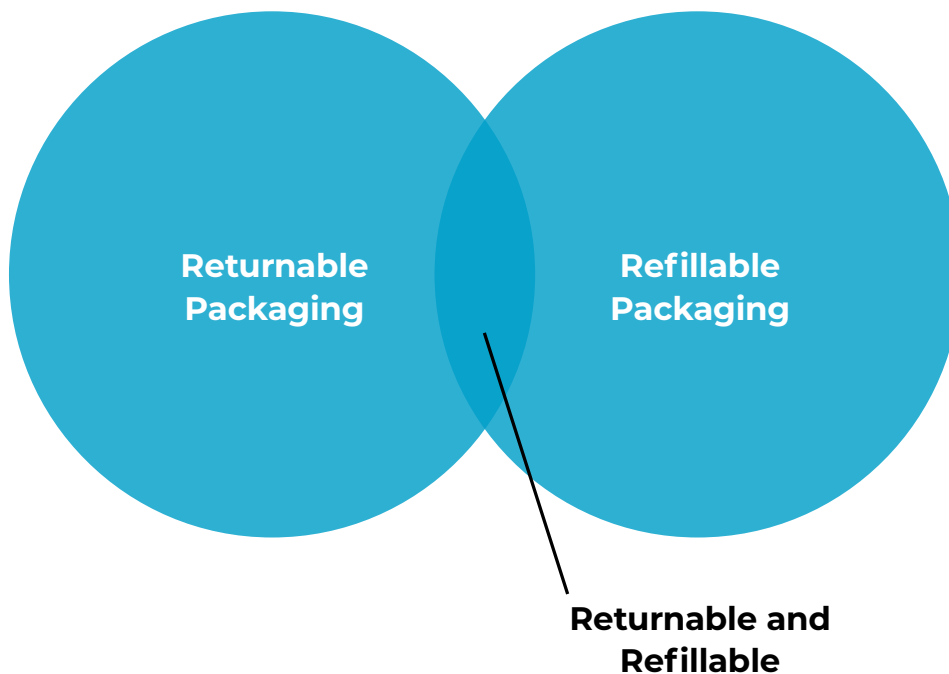 Returnable
Packaging
Refillable
Packaging
Returnable and
Refillable